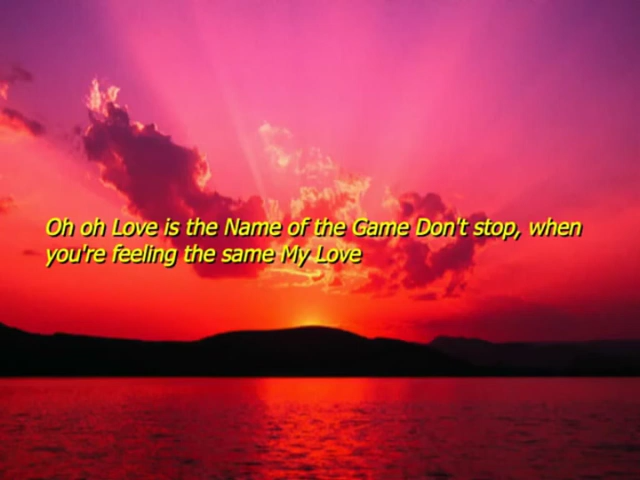 Oh oh Love is the Name of the Game Don't stop, when
you're feeling the same My Love